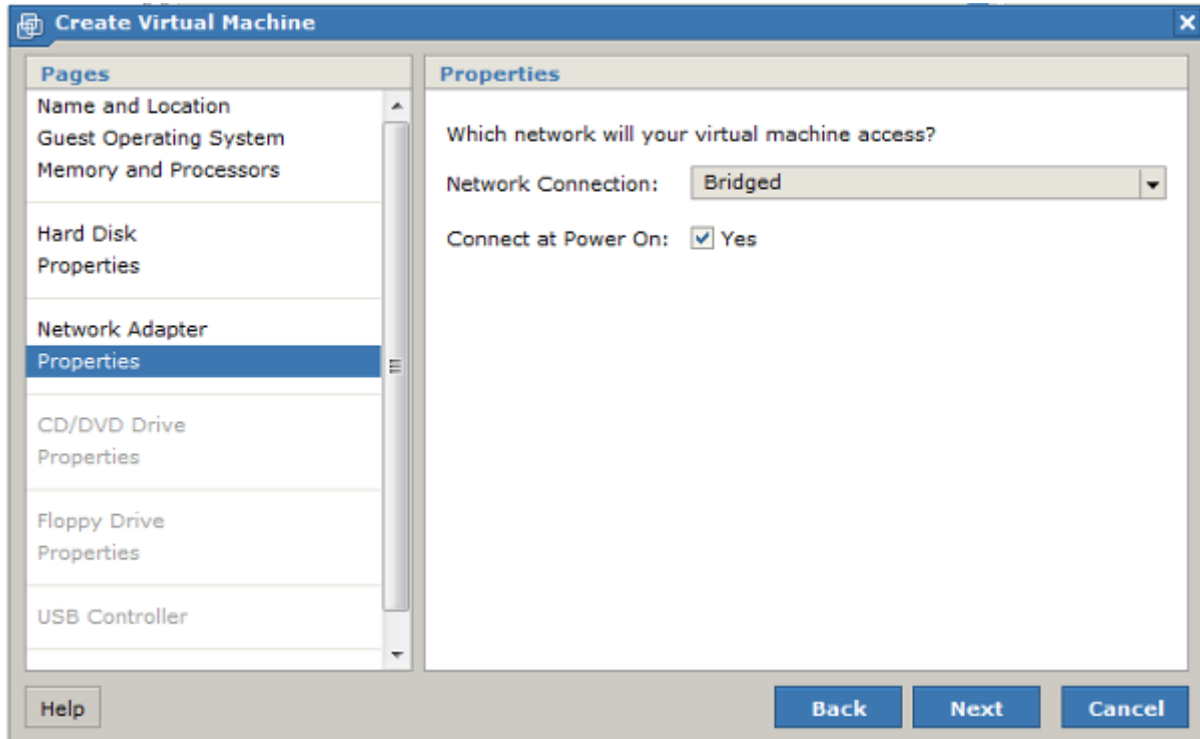 Create Virtual Machine
Pages
Name and Location
Guest Operating System
Memory and Processors
Hard Disk
Properties
Network Adapter
Properties
CD/DVD Drive
Properties
Floppy Drive
Properties
USB Controller
Properties
Which network will your virtual machine access?
Network Connection: Bridged
Connect at Power On: Yes
Help
Back
Next
Cancel